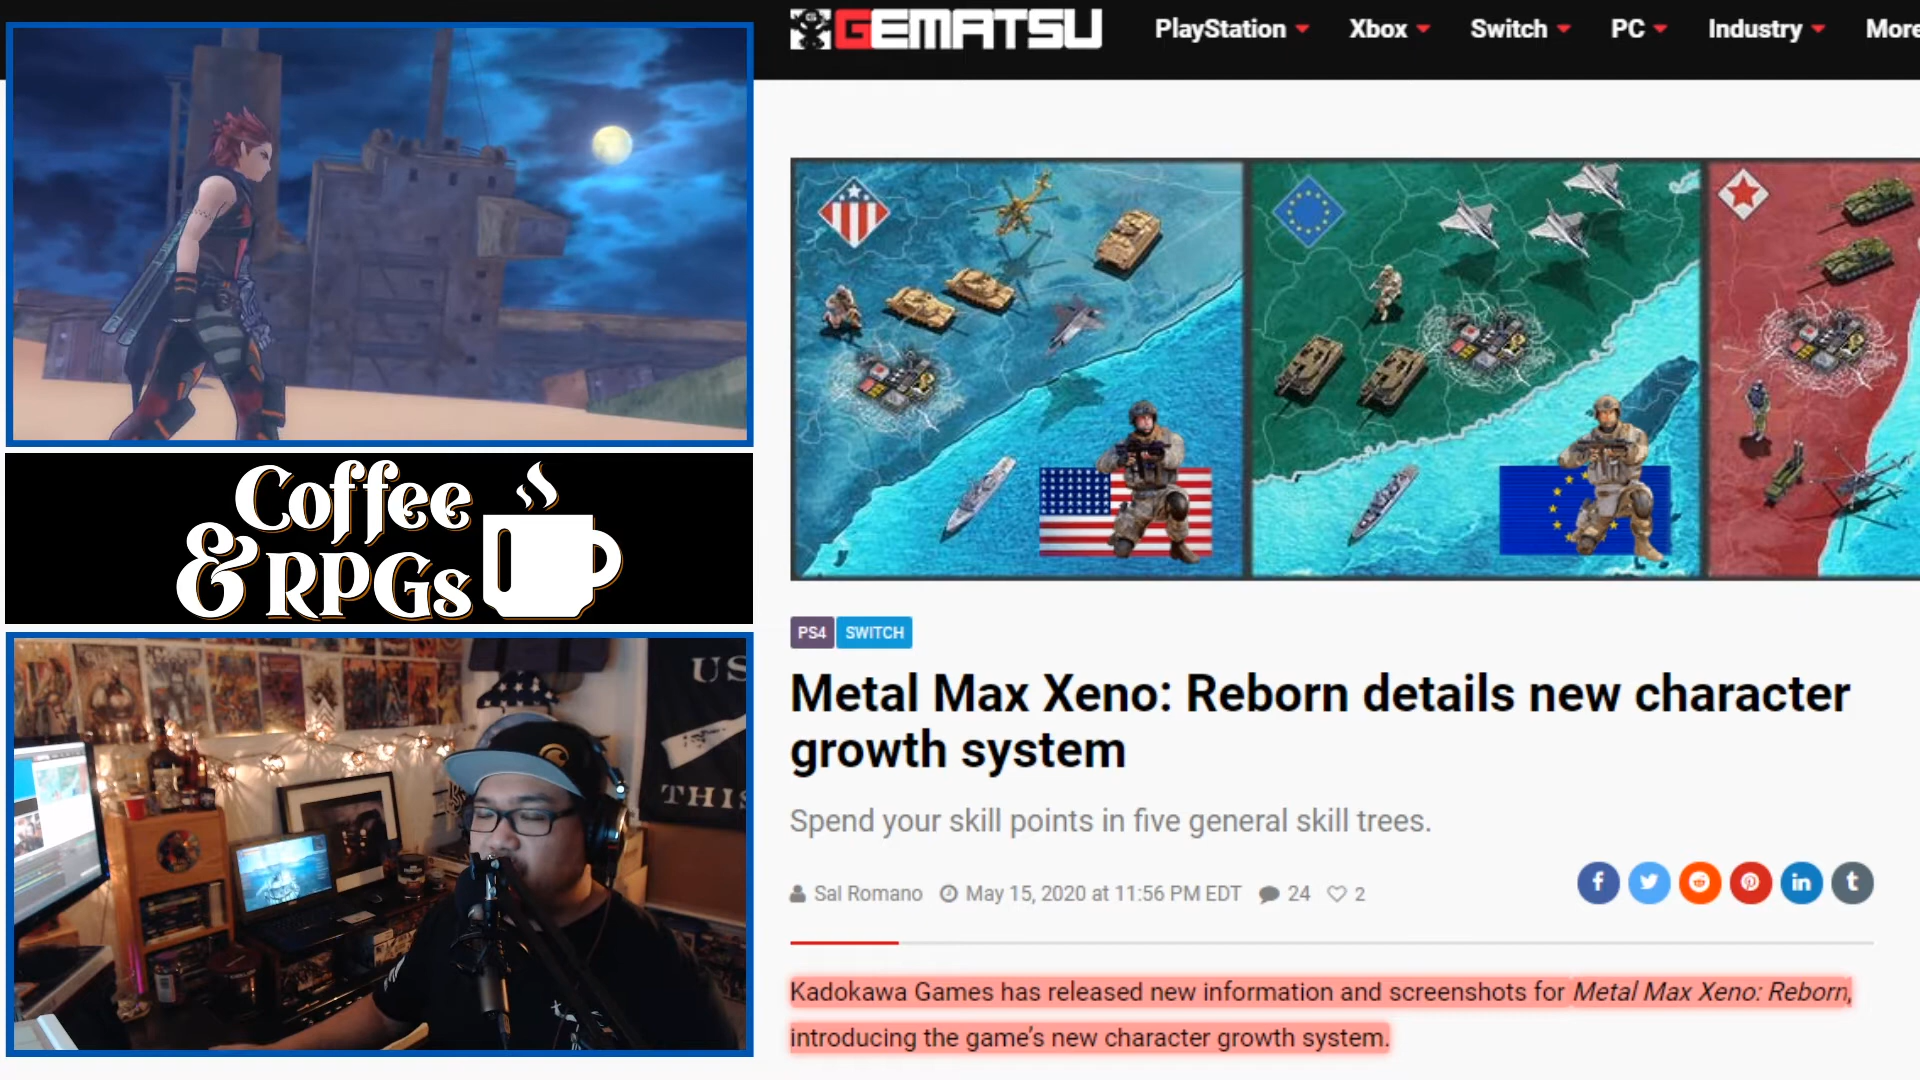 GEMATSU
PlayStation
Xbox
Switch
PC
Industry
More
Coffee
& RPGs
US
THIS
PS4
SWITCH
Metal Max Xeno: Reborn details new character
growth system
Spend your skill points in five general skill trees.
Sal Romano
May 15, 2020 at 11:56 PM EDT
24
2
Kadokawa Games has released new information and screenshots for Metal Max Xeno: Reborn,
introducing the game's new character growth system.